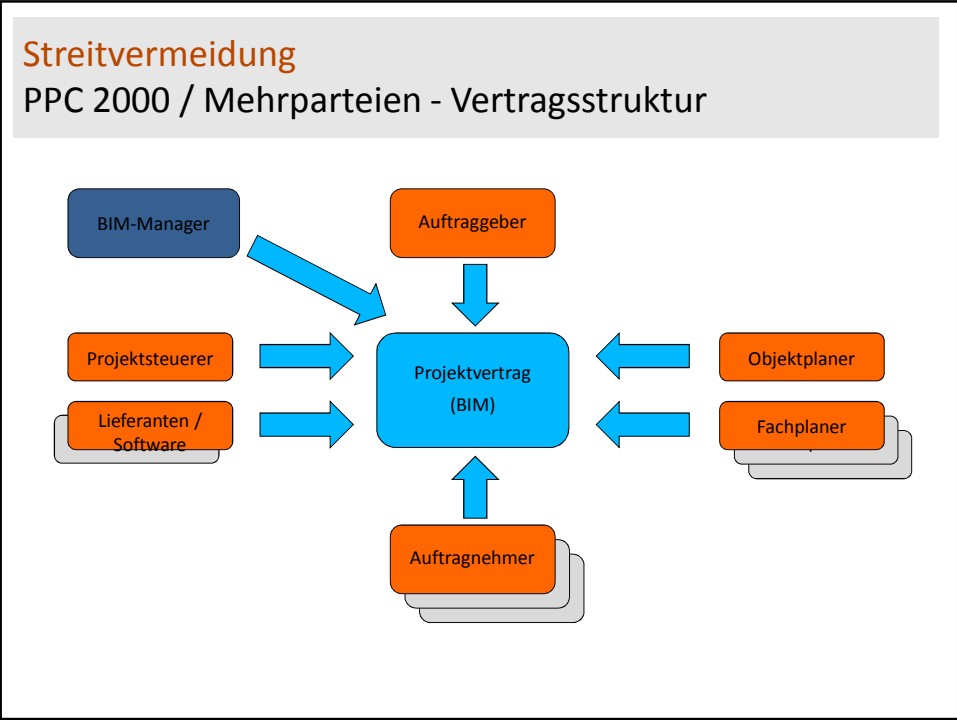 Streitvermeidung
PPC 2000 / Mehrparteien - Vertragsstruktur
BIM-Manager
Auftraggeber
Projektsteuerer
Projektvertrag
(BIM)
Objektplaner
Lieferanten /
Software
Fachplaner
Auftragnehmer